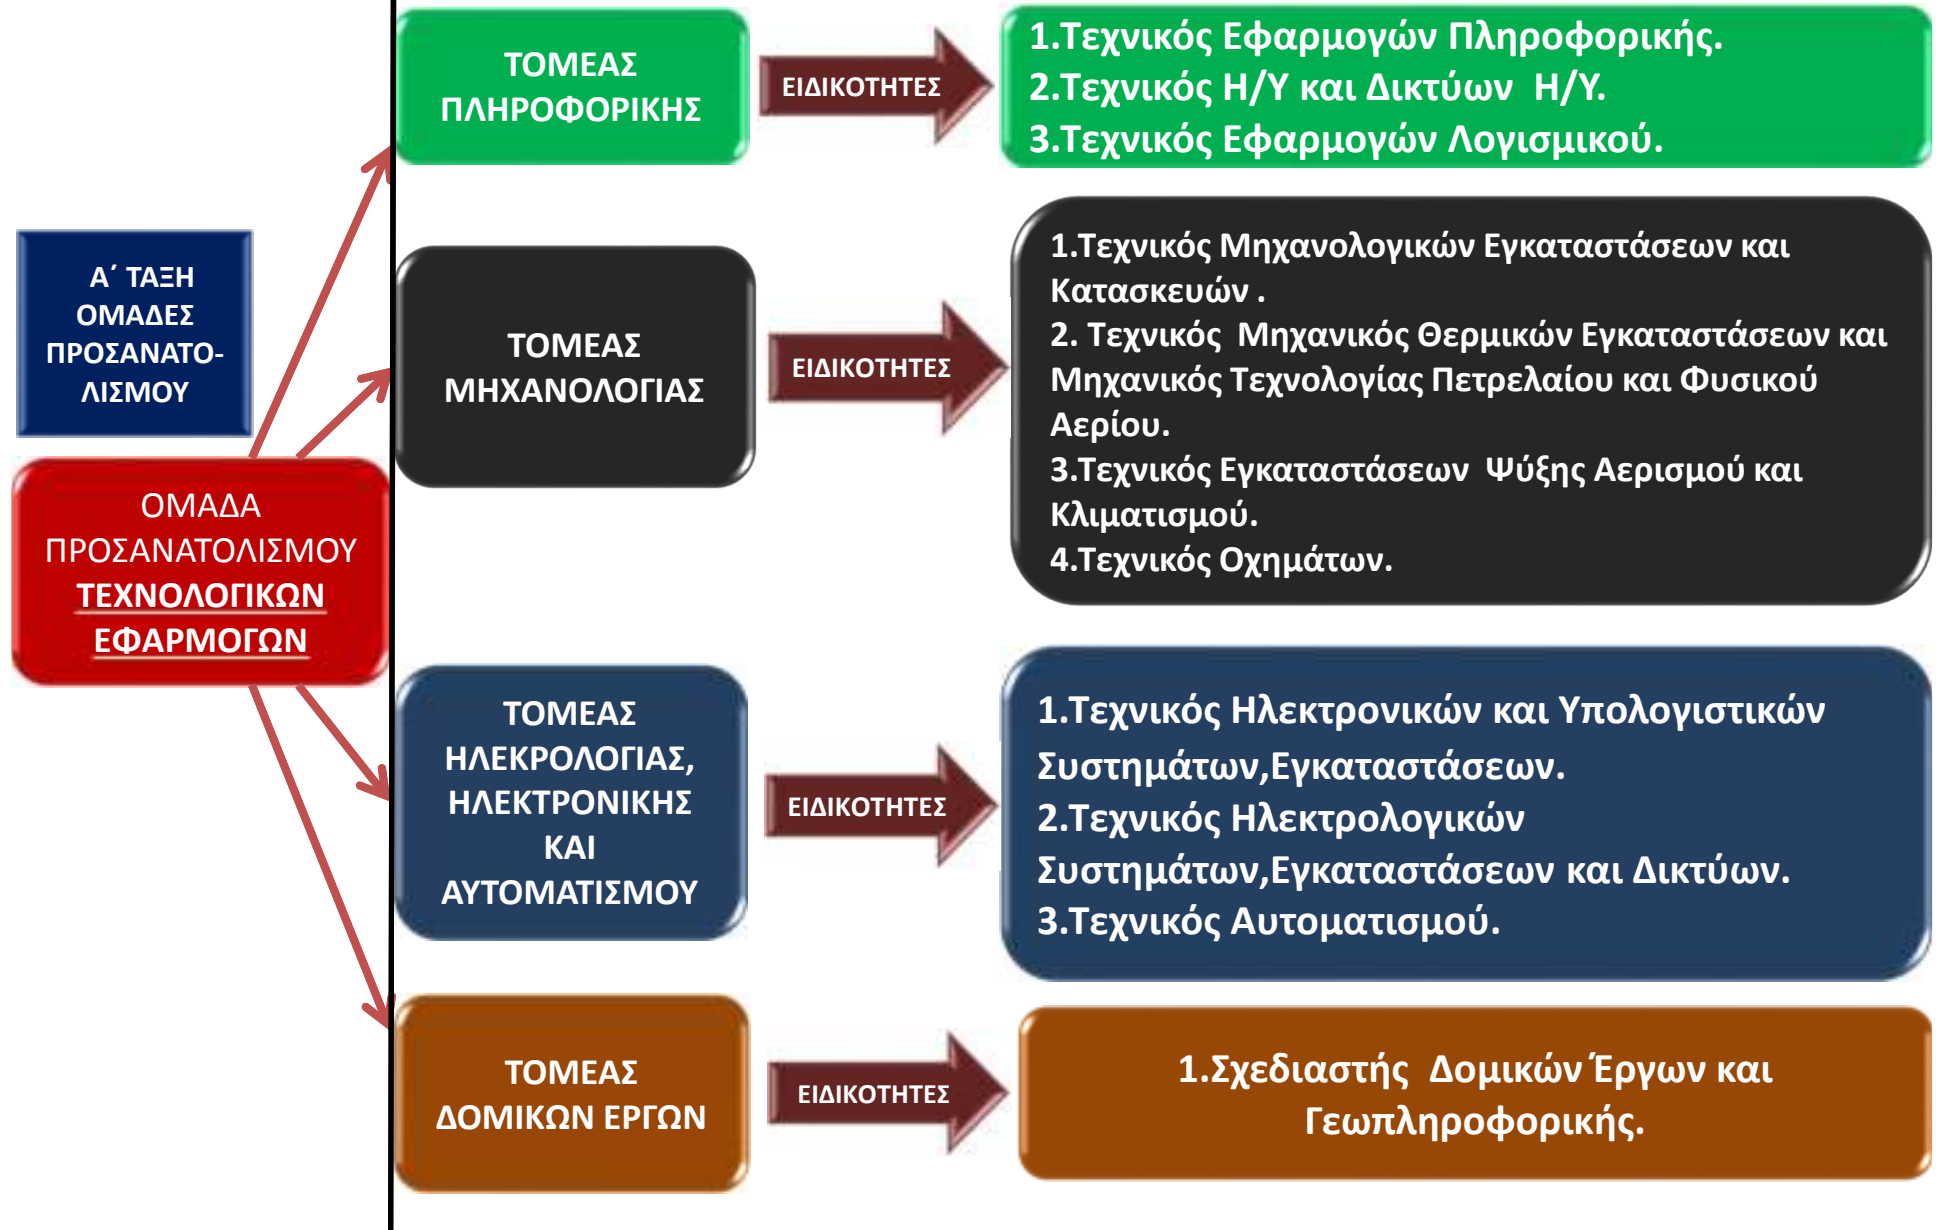 Α΄ ΤΑΞΗ
ΟΜΑΔΕΣ
ΠΡΟΣΑΝΑΤΟ-
ΛΙΣΜΟΥ
ΟΜΑΔΑ
ΠΡΟΣΑΝΑΤΟΛΙΣΜΟΥ
ΤΕΧΝΟΛΟΓΙΚΩΝ
ΕΦΑΡΜΟΓΩΝ
ΤΟΜΕΑΣ
ΠΛΗΡΟΦΟΡΙΚΗΣ
ΕΙΔΙΚΟΤΗΤΕΣ
1.Τεχνικός Εφαρμογών Πληροφορικής.
2.Τεχνικός Η/Υ και Δικτύων  Η/Υ.
3.Τεχνικός Εφαρμογών Λογισμικού.
ΤΟΜΕΑΣ
ΜΗΧΑΝΟΛΟΓΙΑΣ
ΕΙΔΙΚΟΤΗΤΕΣ
1.Τεχνικός Μηχανολογικών Εγκαταστάσεων και
Κατασκευών .
2. Τεχνικός  Μηχανικός Θερμικών Εγκαταστάσεων και
Μηχανικός Τεχνολογίας Πετρελαίου και Φυσικού
Αερίου.
3.Τεχνικός Εγκαταστάσεων  Ψύξης Αερισμού και
Κλιματισμού.
4.Τεχνικός Οχημάτων.
ΤΟΜΕΑΣ
ΗΛΕΚΡΟΛΟΓΙΑΣ,
ΗΛΕΚΤΡΟΝΙΚΗΣ
ΚΑΙ
ΑΥΤΟΜΑΤΙΣΜΟΥ
ΕΙΔΙΚΟΤΗΤΕΣ
1.Τεχνικός Ηλεκτρονικών και Υπολογιστικών
Συστημάτων,Εγκαταστάσεων.
2.Τεχνικός Ηλεκτρολογικών
Συστημάτων,Εγκαταστάσεων και Δικτύων.
3.Τεχνικός Αυτοματισμού.
ΤΟΜΕΑΣ
ΔΟΜΙΚΩΝ ΕΡΓΩΝ
ΕΙΔΙΚΟΤΗΤΕΣ
1.Σχεδιαστής  Δομικών Έργων και
Γεωπληροφορικής.